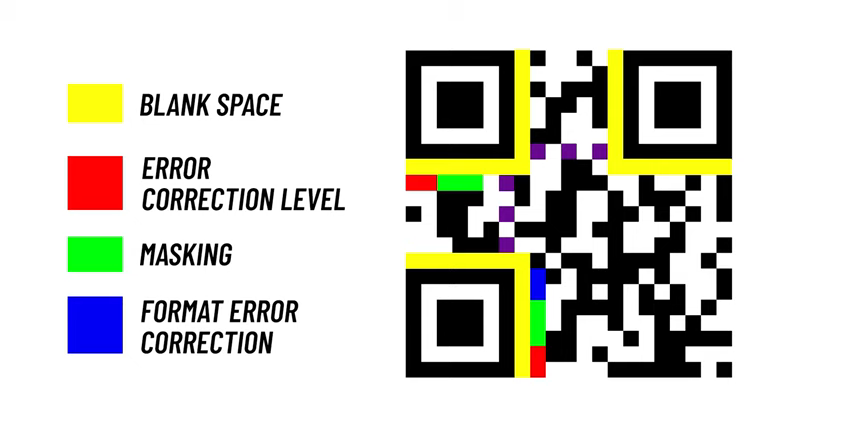 BLANK SPACE
ERROR
CORRECTION LEVEL
MASKING
FORMAT ERROR
CORRECTION